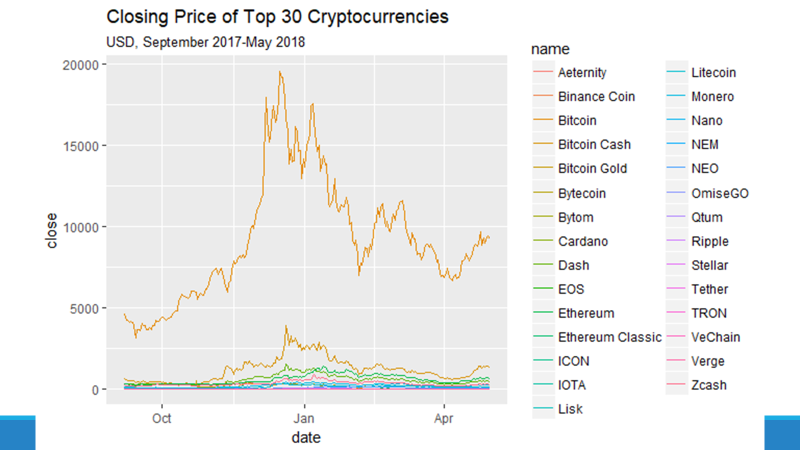 Closing Price of Top 30 Cryptocurrencies
USD, September 2017-May 2018
close
20000
15000
10000
5000
0
Oct
Jan
Apr
date
name
Aeternity
Binance Coin
Bitcoin
Bitcoin Cash
Bitcoin Gold
Bytecoin
Bytom
Cardano
Dash
EOS
Ethereum
Ethereum Classic
ICON
IOTA
Lisk
Litecoin
Monero
Nano
NEM
NEO
OmiseGO
Qtum
Ripple
Stellar
Tether
TRON
VeChain
Verge
Zcash